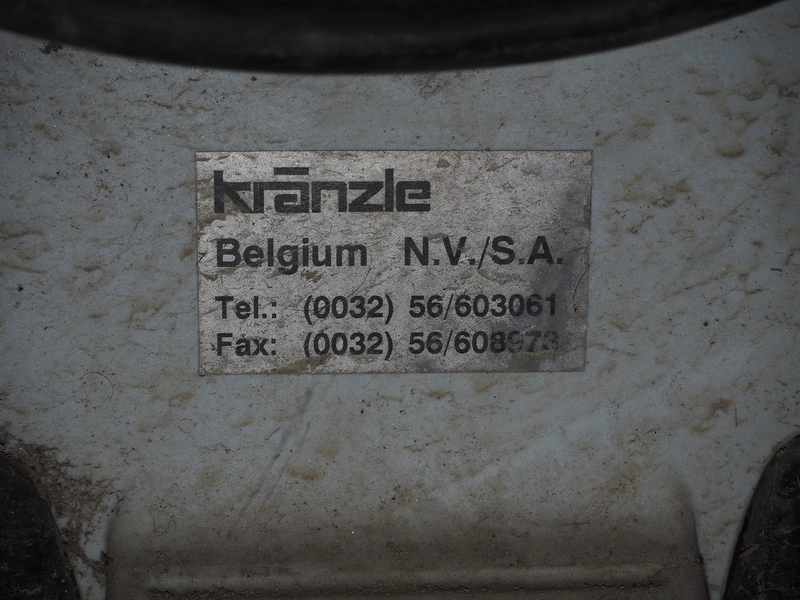 kränzle
Belgium N.V./S.A.
Tel.: (0032) 56/603061
Fax: (0032) 56/608973